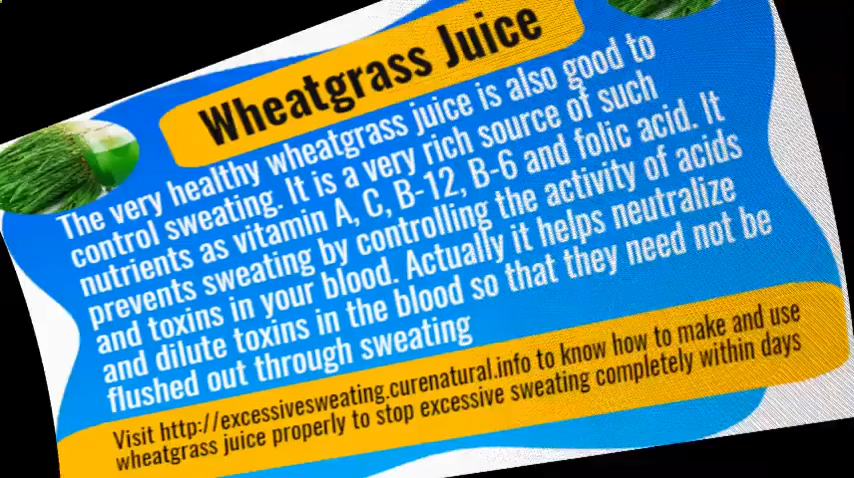 Wheatgrass Juice
The very healthy wheatgrass juice is also good to
control sweating. It is a very rich source of such
nutrients as vitamin A, C, B-12, B-6 and folic acid. It
prevents sweating by controlling the activity of acids
and toxins in your blood. Actually it helps neutralize
and dilute toxins in the blood so that they need not be
flushed out through sweating
Visit http://excessivesweating.curenatural.info to know how to make and use
wheatgrass juice properly to stop excessive sweating completely within days